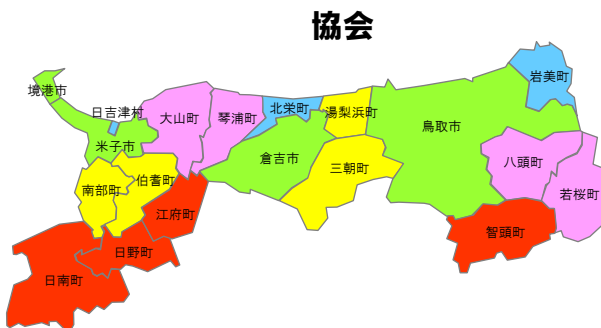 協会
岩美町
境港市
日吉津村
大山町
琴浦町
北栄町
湯梨浜町
鳥取市
米子市
倉吉市
三朝町
八頭町
南部町
伯耆町
若桜町
江府町
智頭町
日野町
日南町